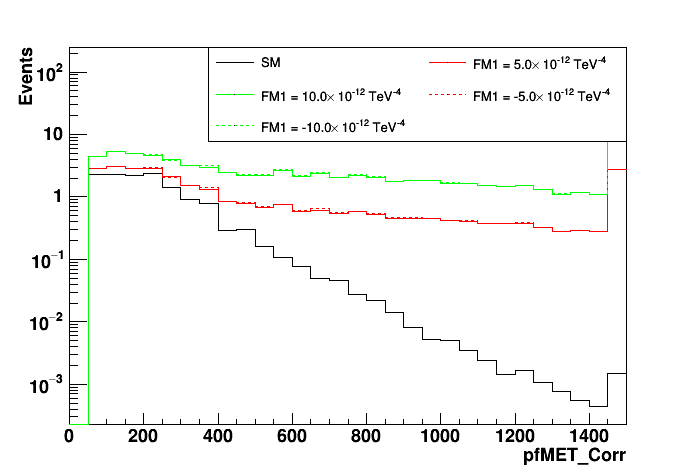 Events
10²
10
1
10⁻¹
10⁻²
10⁻³
SM
FM1 = 5.0× 10⁻¹² TeV⁻⁴
FM1 = 10.0× 10⁻¹² TeV⁻⁴
FM1 = -5.0× 10⁻¹² TeV⁻⁴
FM1 = -10.0× 10⁻¹² TeV⁻⁴
0 200 400 600 800 1000 1200 1400
pfMET_Corr